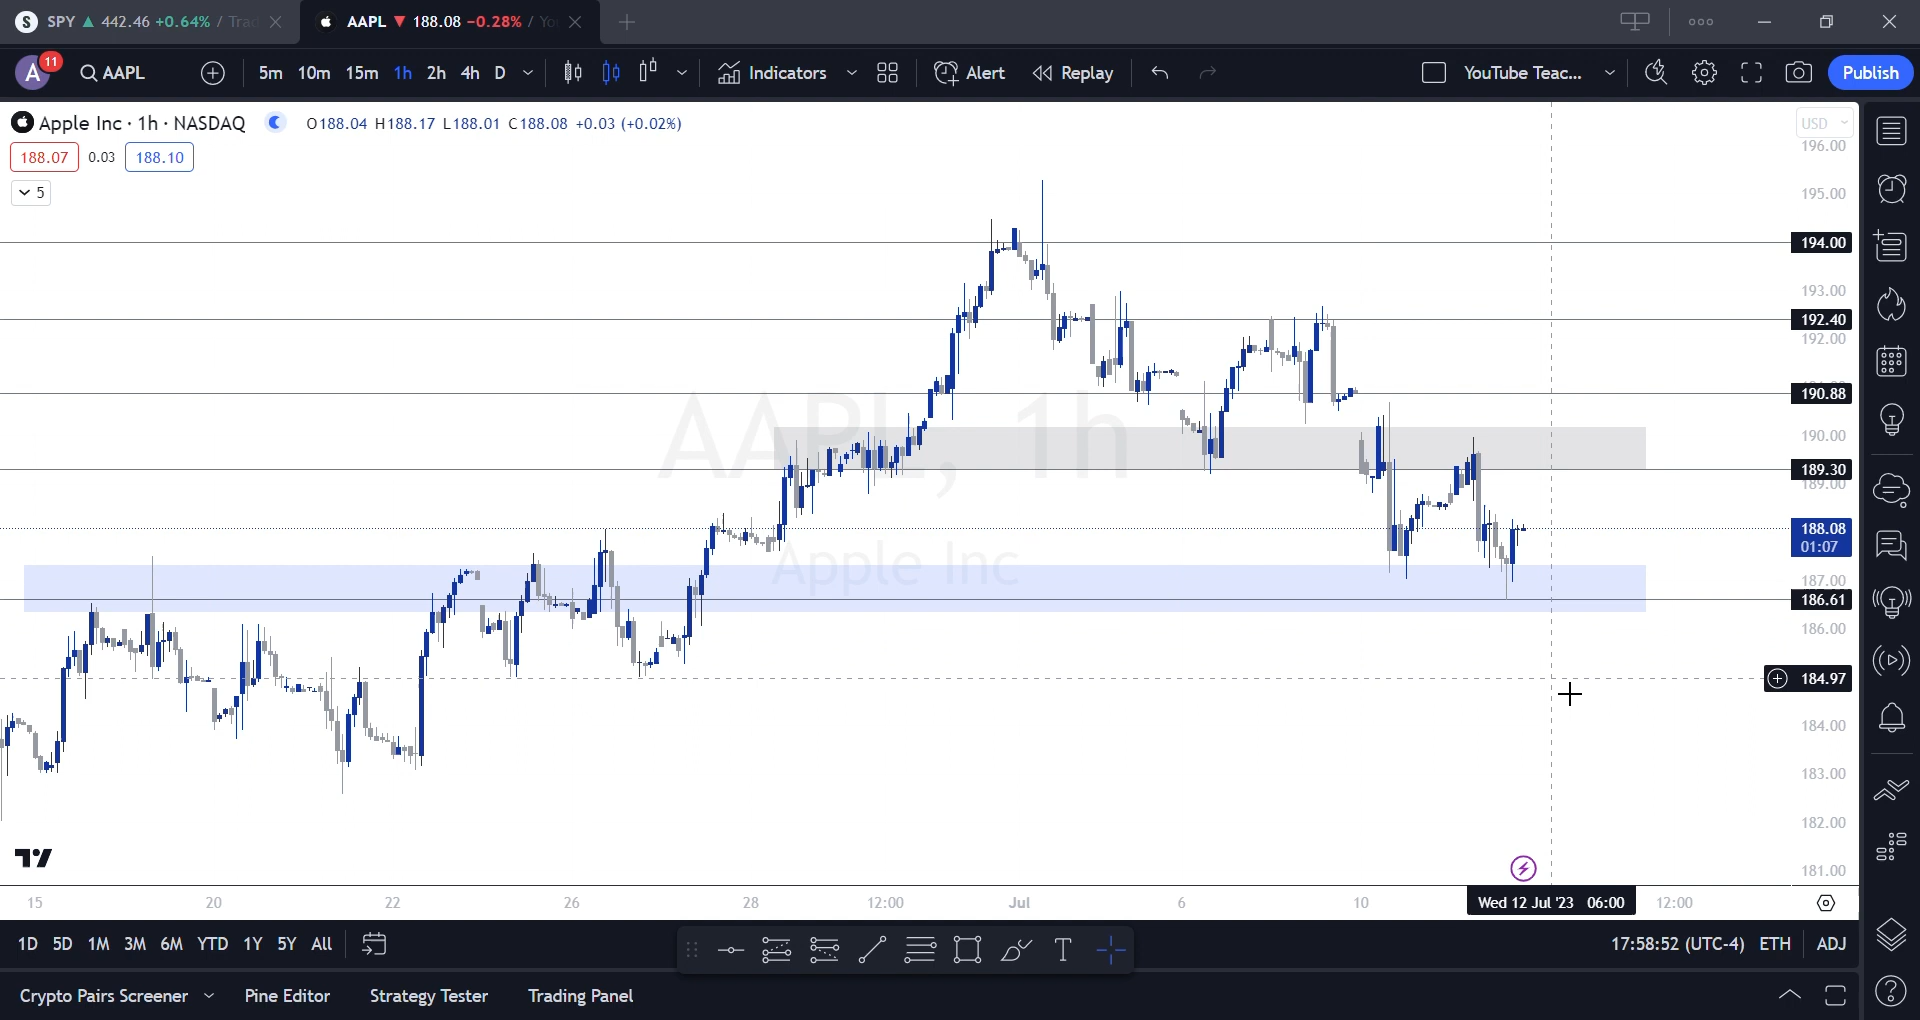 S SPY ▲ 442.46 +0.64% / Trad
AAPL ▼ 188.08 −0.28% / You
A 11 AAPL 5m 10m 15m 1h 2h 4h D Indicators Alert Replay YouTube Teac... Publish
Apple Inc · 1h · NASDAQ O188.04 H188.17 L188.01 C188.08 +0.03 (+0.02%)
188.07 0.03 188.10
5
AAPL, 1h
Apple Inc
USD
196.00
195.00
194.00
193.00
192.40
192.00
190.88
190.00
189.30
189.00
188.08
01:07
187.00
186.61
186.00
184.97
184.00
183.00
182.00
181.00
15 20 22 26 28 12:00 Jul 6 10 Wed 12 Jul '23 06:00 12:00
1D 5D 1M 3M 6M YTD 1Y 5Y All T 17:58:52 (UTC-4) ETH ADJ
Crypto Pairs Screener Pine Editor Strategy Tester Trading Panel